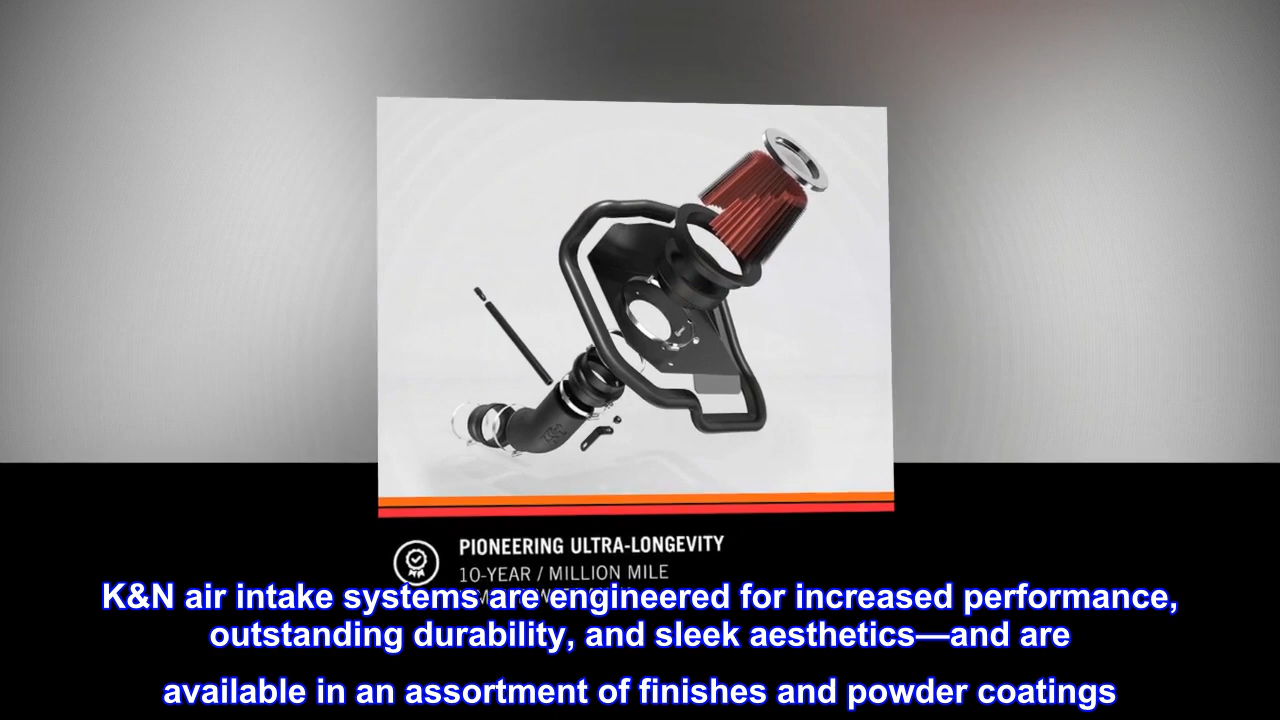 PIONEERING ULTRA-LONGEVITY
10-YEAR / MILLION MILE
K&N air intake systems are engineered for increased performance,
outstanding durability, and sleek aesthetics—and are
available in an assortment of finishes and powder coatings